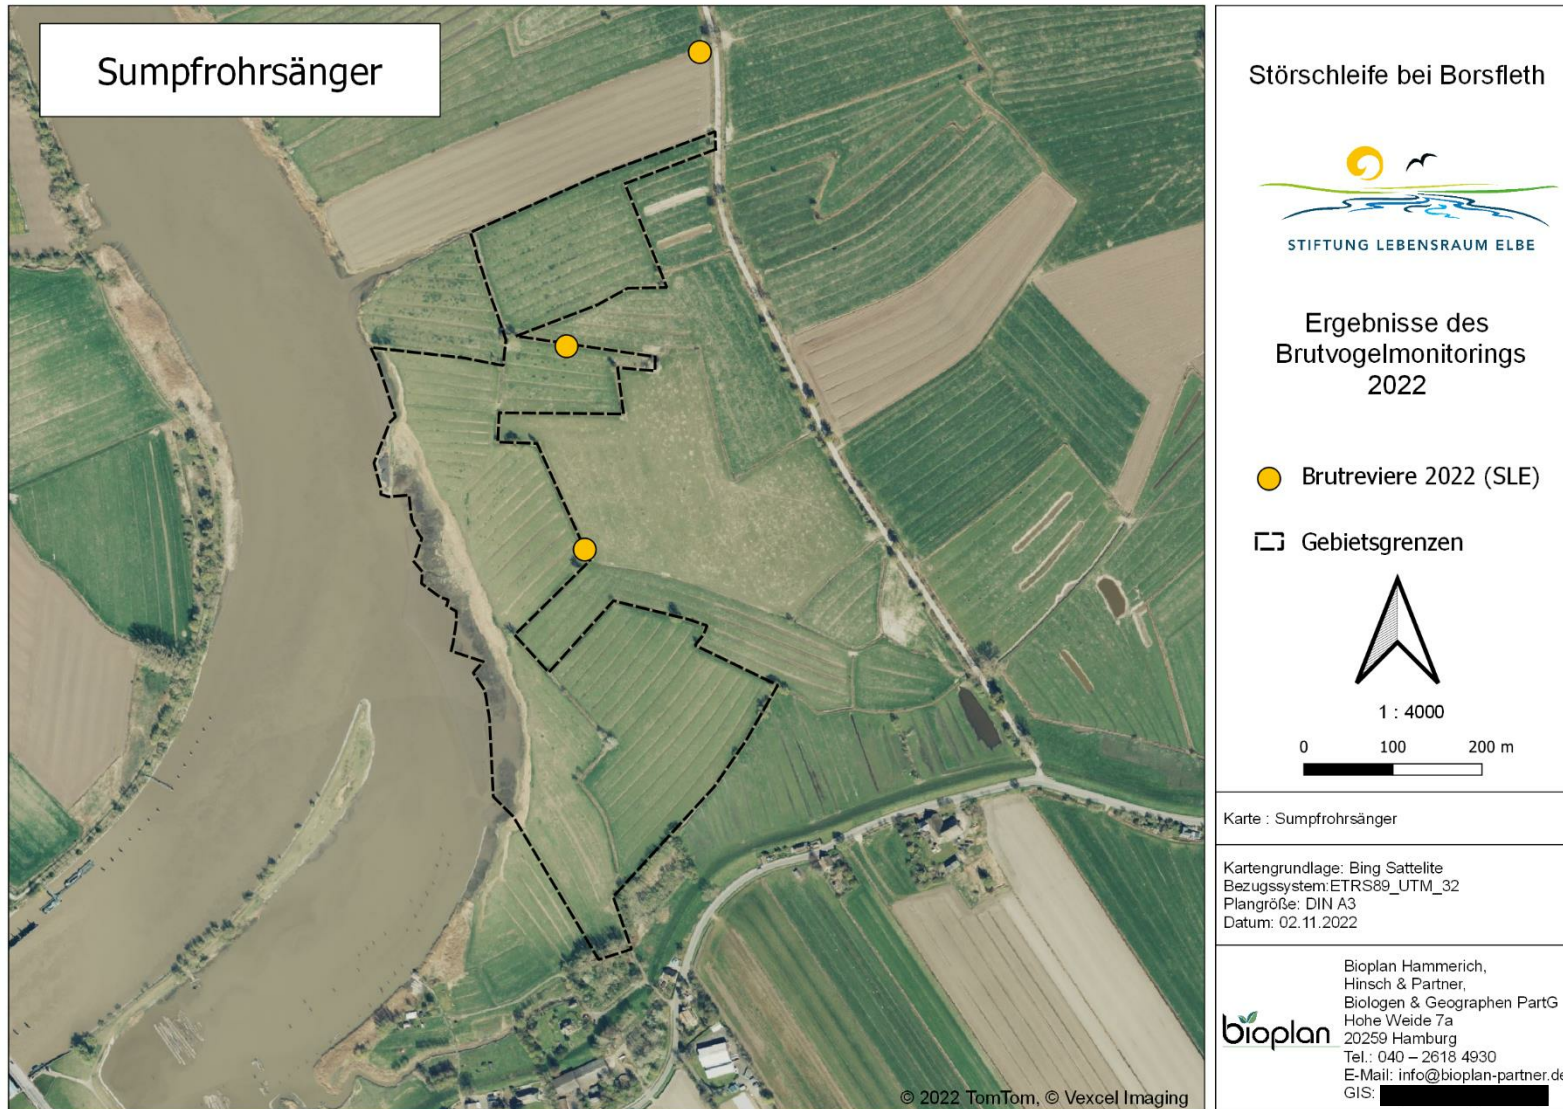 Sumpfrohrsänger
Störschleife bei Borsfleth
STIFTUNG LEBENSRAUM ELBE
Ergebnisse des
Brutvogelmonitorings
2022
Brutreviere 2022 (SLE)
Gebietsgrenzen
1 : 4000
0 100 200 m
Karte : Sumpfrohrsänger
Kartengrundlage: Bing Sattelite
Bezugssystem:ETRS89_UTM_32
Plangröße: DIN A3
Datum: 02.11.2022
bioplan
Bioplan Hammerich,
Hinsch & Partner,
Biologen & Geographen PartG
Hohe Weide 7a
20259 Hamburg
Tel.: 040 – 2618 4930
E-Mail: info@bioplan-partner.de
GIS:
© 2022 TomTom, © Vexcel Imaging